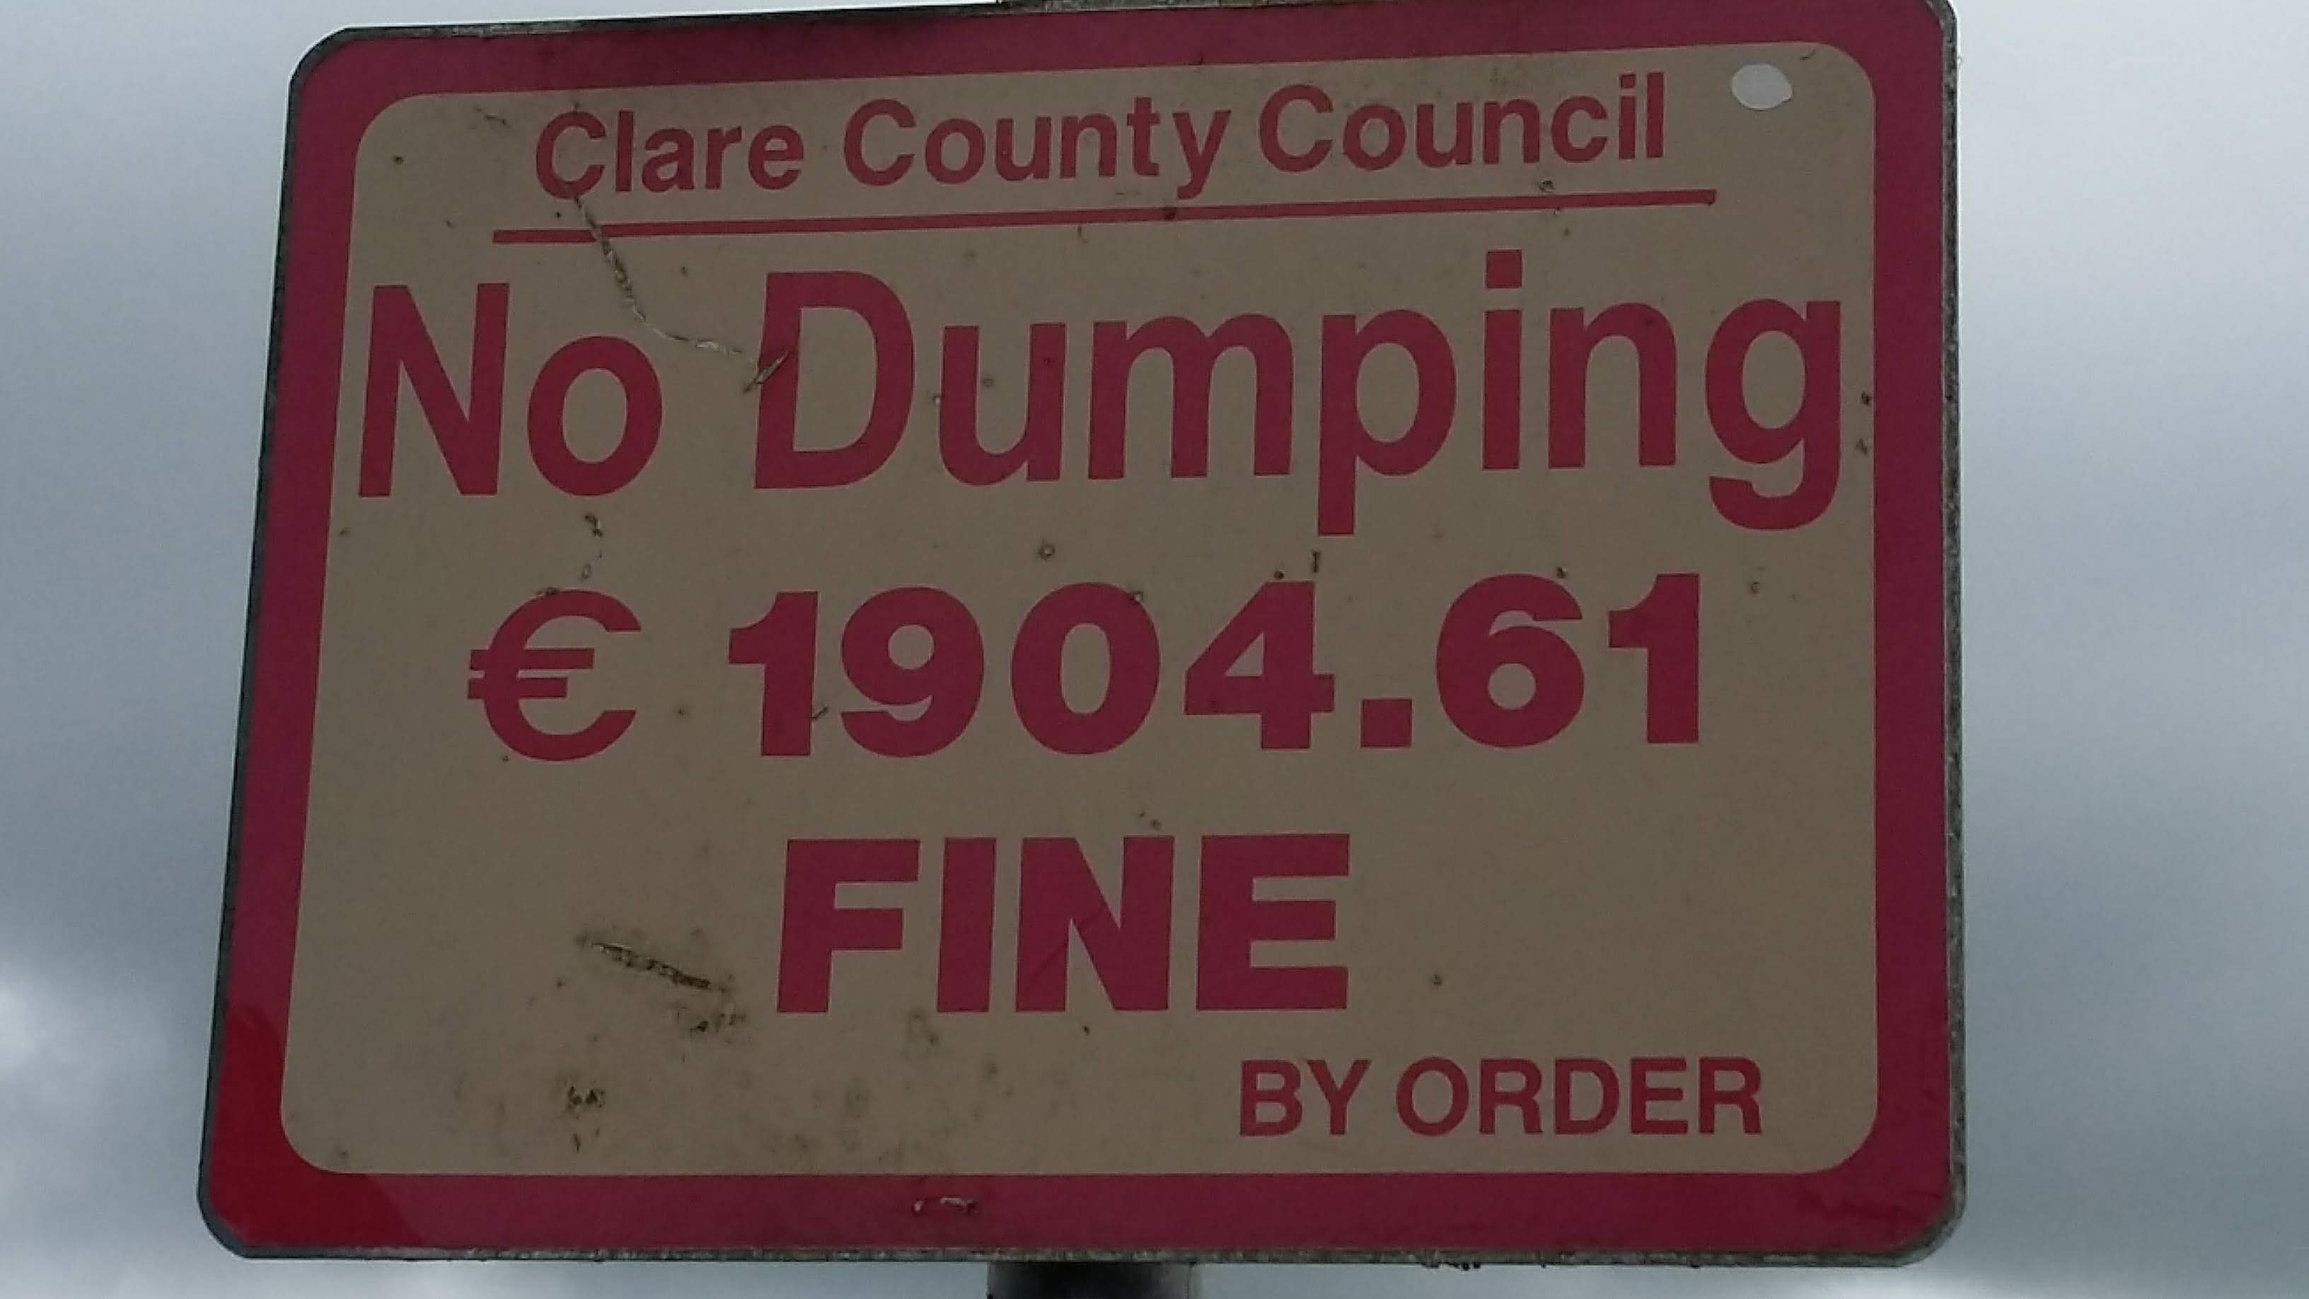 Clare County Council
No Dumping
€ 1904.61
FINE
BY ORDER